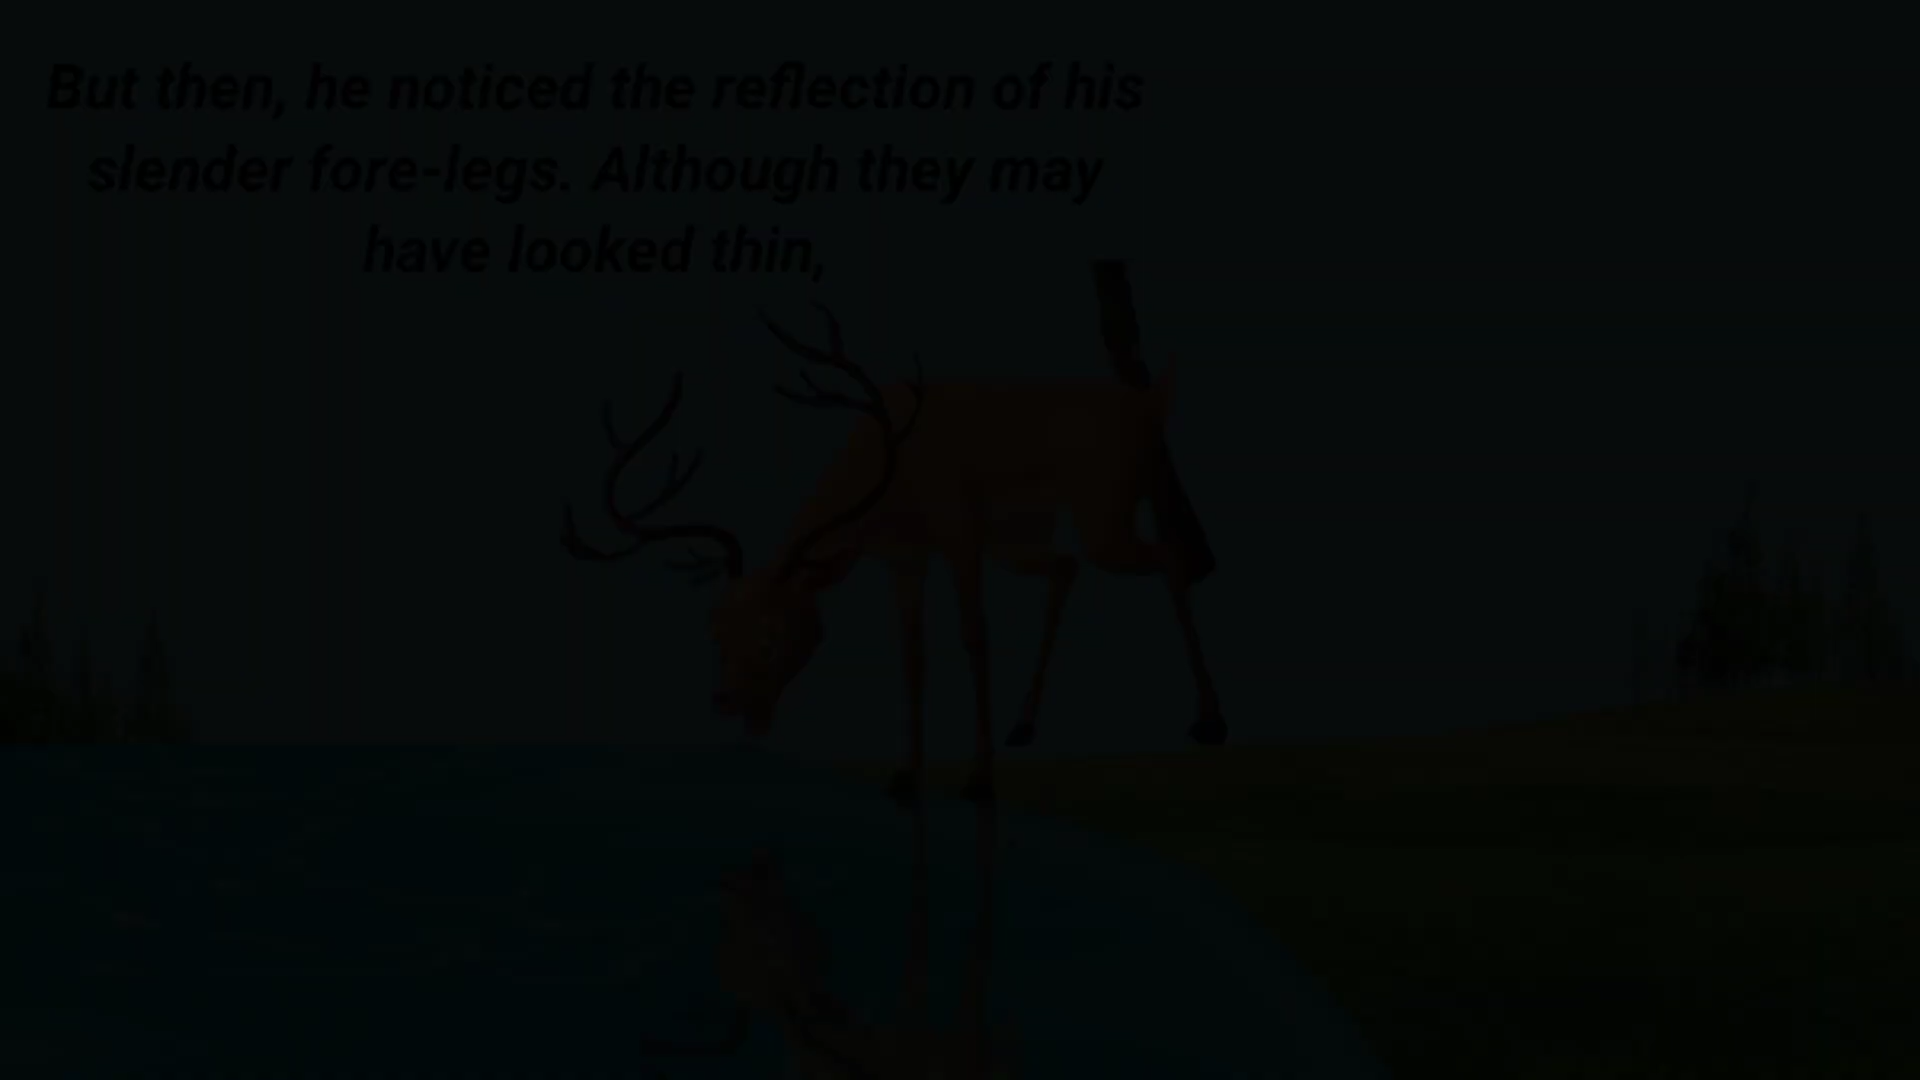 But then, he noticed the reflection of his
slender fore-legs. Although they may
have looked thin,